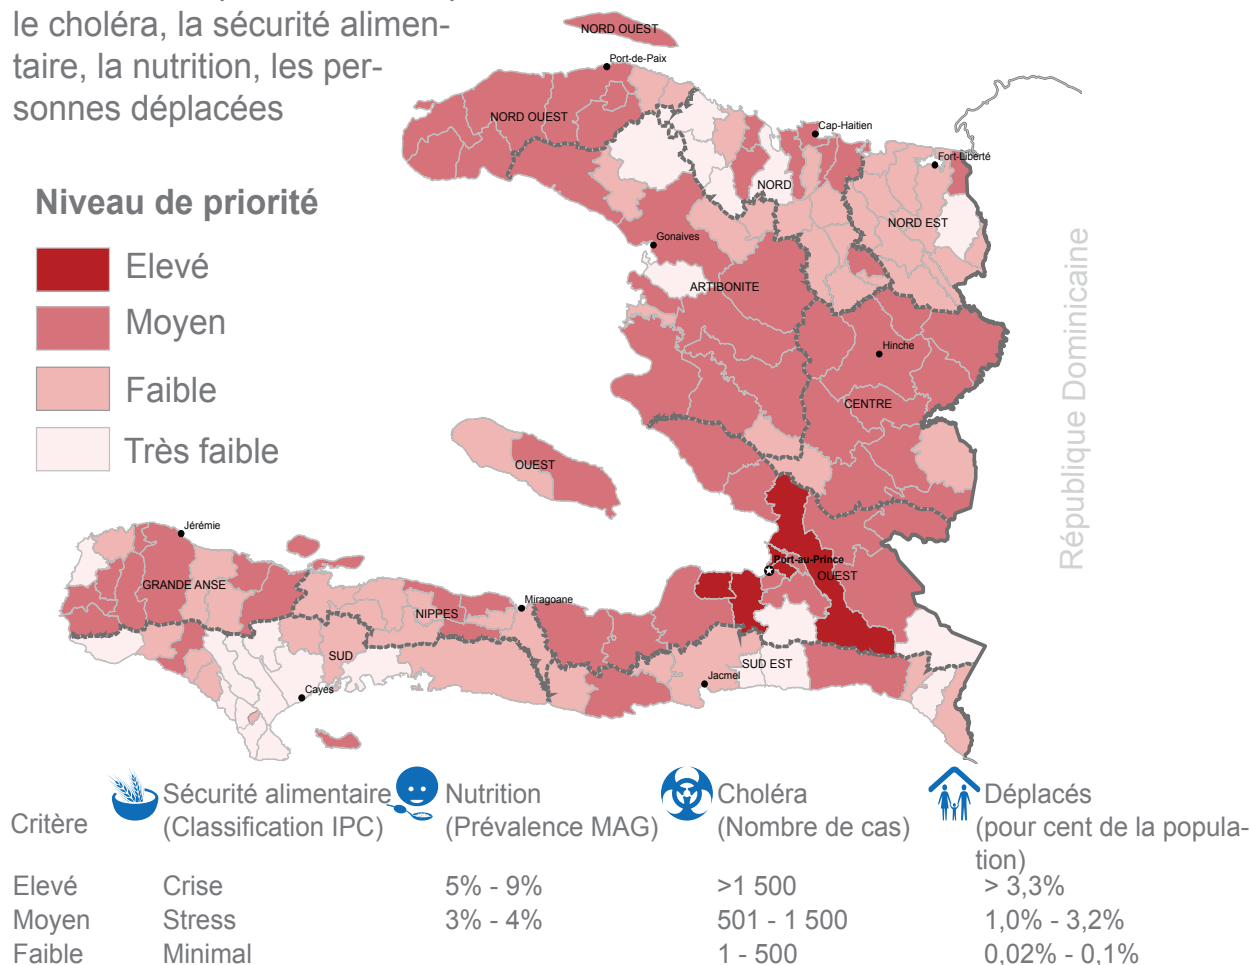 le choléra, la sécurité alimen-
taire, la nutrition, les per-
sonnes déplacées
Niveau de priorité
Elevé
Moyen
Faible
Très faible
NORD OUEST
Port-de-Paix
NORD OUEST
Cap-Haitien
Fort-Liberté
NORD
NORD EST
Gonaives
ARTIBONITE
Hinche
CENTRE
République Dominicaine
OUEST
Jérémie
GRANDE ANSE
Port-au-Prince
OUEST
Miragoane
NIPPES
SUD
SUD EST
Jacmel
Cayes
Critère
Sécurité alimentaire
(Classification IPC)
Nutrition
(Prévalence MAG)
Choléra
(Nombre de cas)
Déplacés
(pour cent de la popula-
tion)
Elevé Crise 5% - 9% >1 500 > 3,3%
Moyen Stress 3% - 4% 501 - 1 500 1,0% - 3,2%
Faible Minimal 1 - 500 0,02% - 0,1%